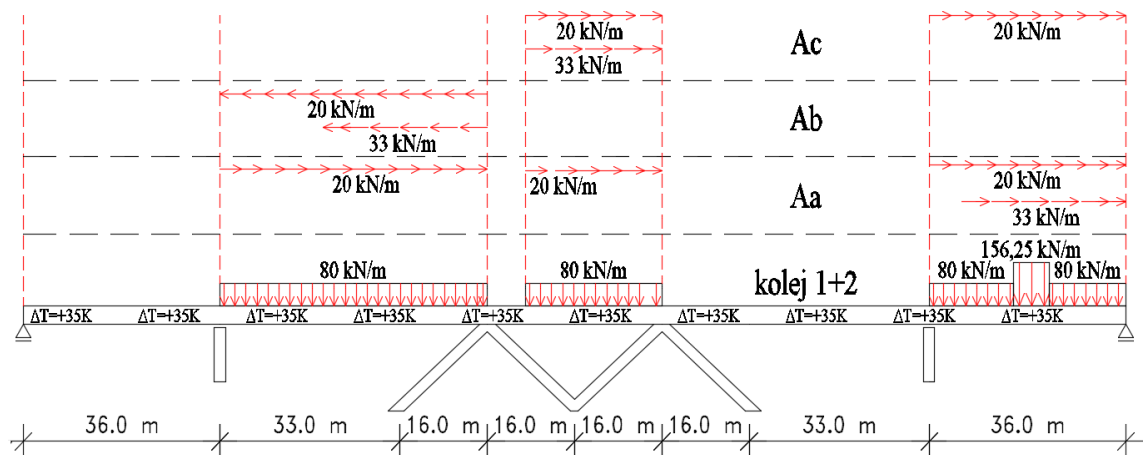 20 kN/m 20 kN/m
33 kN/m Ac
20 kN/m Ab
33 kN/m
20 kN/m 20 kN/m Aa 20 kN/m
33 kN/m
156,25 kN/m
80 kN/m 80 kN/m kolej 1+2 80 kN/m 80 kN/m
ΔT=+35K ΔT=+35K ΔT=+35K ΔT=+35K ΔT=+35K ΔT=+35K ΔT=+35K ΔT=+35K ΔT=+35K ΔT=+35K
36.0 m 33.0 m 16.0 m 16.0 m 16.0 m 16.0 m 33.0 m 36.0 m